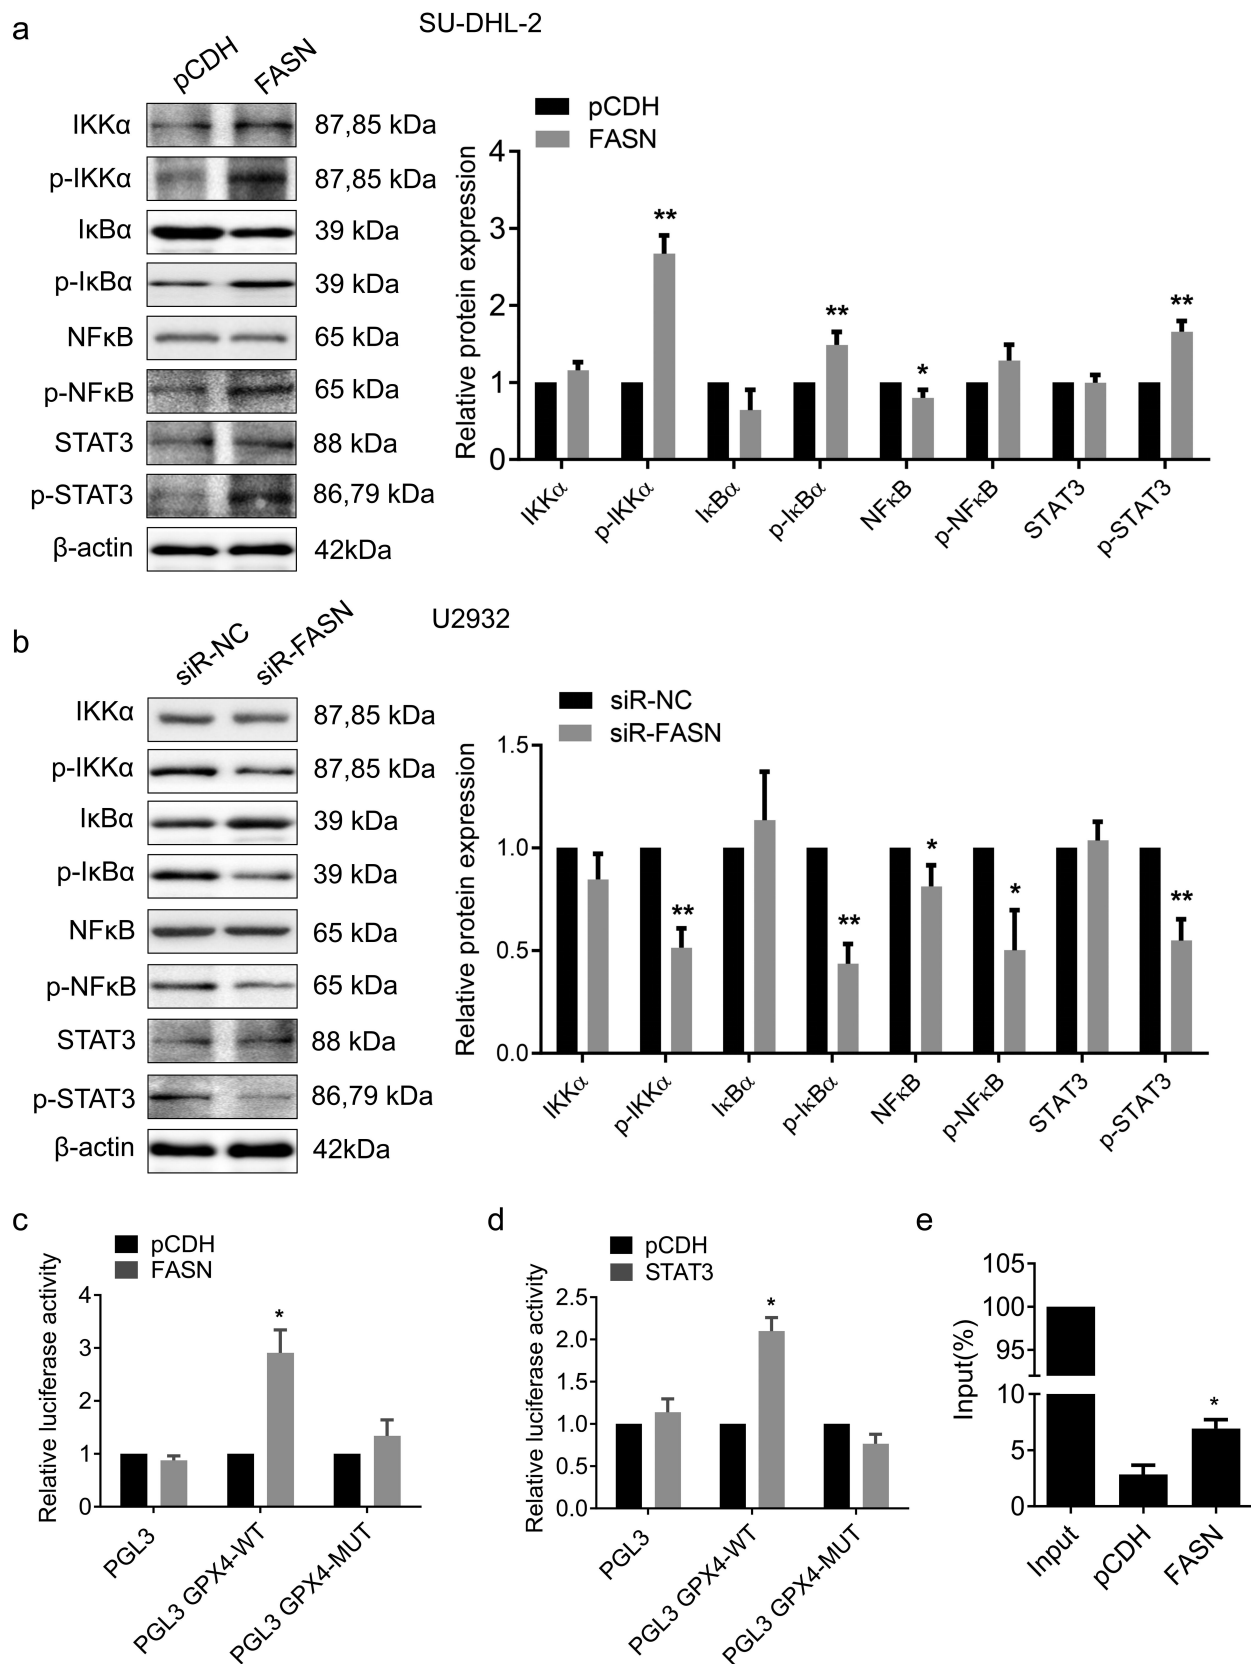 a
SU-DHL-2
pCDH FASN
IKKα 87,85 kDa
p-IKKα 87,85 kDa
IκBα 39 kDa
p-IκBα 39 kDa
NFκB 65 kDa
p-NFκB 65 kDa
STAT3 88 kDa
p-STAT3 86,79 kDa
β-actin 42kDa
pCDH
FASN
Relative protein expression
4
3
2
1
0
**
**
*
**
IKKα p-IKKα IκBα p-IκBα NFκB p-NFκB STAT3 p-STAT3
b
U2932
siR-NC siR-FASN
IKKα 87,85 kDa
p-IKKα 87,85 kDa
IκBα 39 kDa
p-IκBα 39 kDa
NFκB 65 kDa
p-NFκB 65 kDa
STAT3 88 kDa
p-STAT3 86,79 kDa
β-actin 42kDa
siR-NC
siR-FASN
Relative protein expression
1.5
1.0
0.5
0.0
**
**
*
*
**
IKKα p-IKKα IκBα p-IκBα NFκB p-NFκB STAT3 p-STAT3
c
pCDH
FASN
Relative luciferase activity
4
3
2
1
0
*
PGL3 PGL3 GPX4-WT PGL3 GPX4-MUT
d
pCDH
STAT3
Relative luciferase activity
2.5
2.0
1.5
1.0
0.5
0.0
*
PGL3 PGL3 GPX4-WT PGL3 GPX4-MUT
e
Input(%)
105
100
95
10
5
0
*
Input pCDH FASN